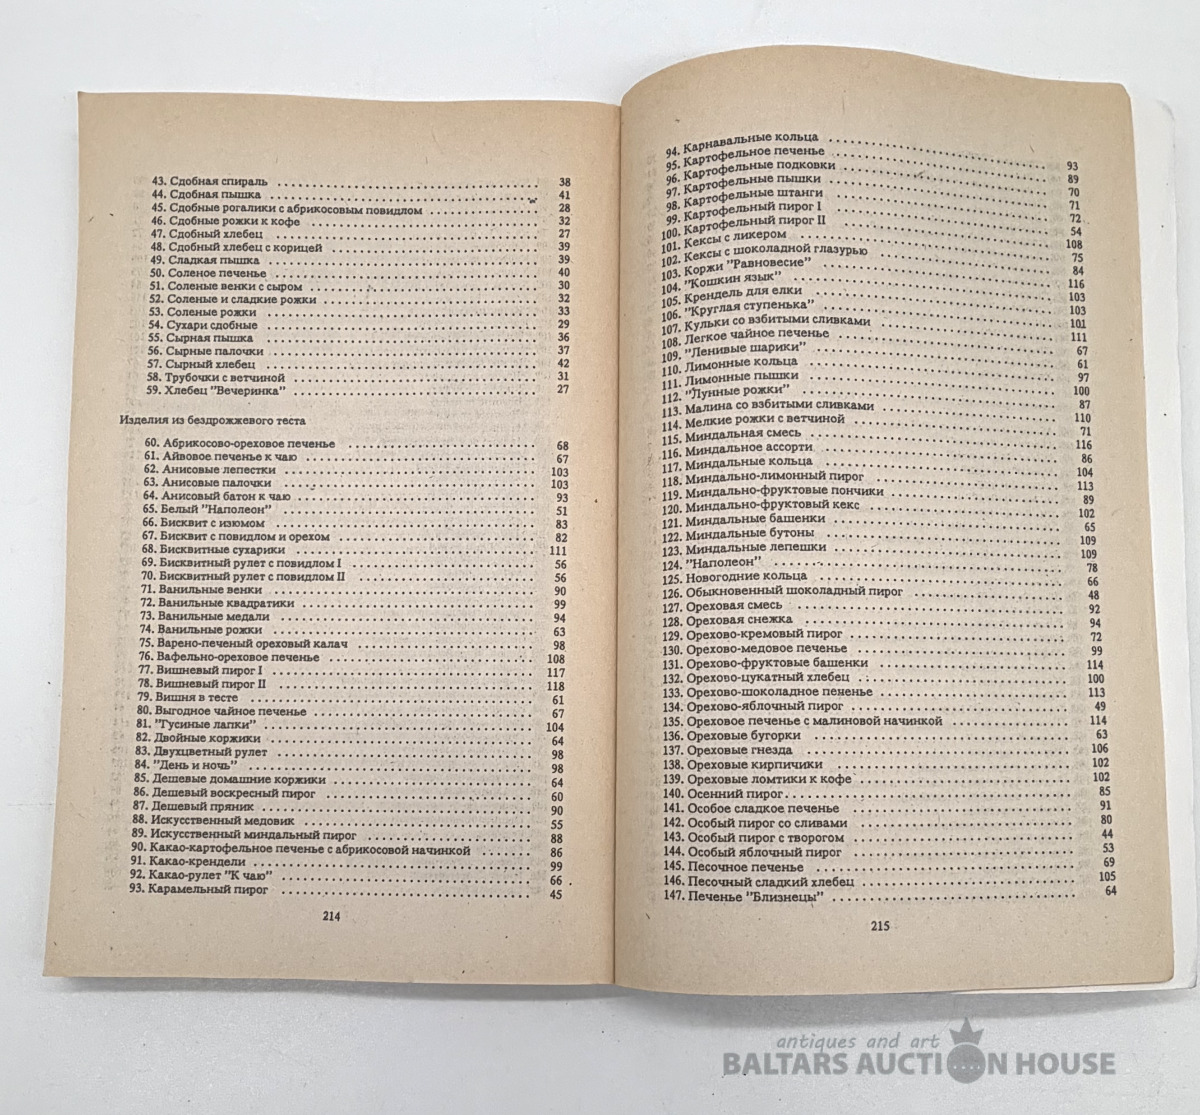 43. Сдобная спираль ........ 38
44. Сдобная пышка ........ 41
45. Сдобные рогалики с абрикосовым повидлом ........ 28
46. Сдобные рожки к кофе ........ 32
47. Сдобный хлебец ........ 27
48. Сдобный хлебец с корицей ........ 39
49. Сладкая пышка ........ 39
50. Соленое печенье ........ 40
51. Соленые венки с сыром ........ 30
52. Соленые и сладкие рожки ........ 32
53. Соленые рожки ........ 33
54. Сухари сдобные ........ 29
55. Сырная пышка ........ 36
56. Сырные палочки ........ 37
57. Сырный хлебец ........ 42
58. Трубочки с ветчиной ........ 31
59. Хлебец "Вечеринка" ........ 27
Изделия из бездрожжевого теста
60. Абрикосово-ореховое печенье ........ 68
61. Айвовое печенье к чаю ........ 67
62. Анисовые лепестки ........ 103
63. Анисовые палочки ........ 103
64. Анисовый батон к чаю ........ 93
65. Белый "Наполеон" ........ 51
66. Бисквит с изюмом ........ 83
67. Бисквит с повидлом и орехом ........ 82
68. Бисквитные сухарики ........ 111
69. Бисквитный рулет с повидлом I ........ 56
70. Бисквитный рулет с повидлом II ........ 56
71. Ванильные венки ........ 90
72. Ванильные квадратики ........ 99
73. Ванильные медали ........ 94
74. Ванильные рожки ........ 63
75. Варено-печеный ореховый калач ........ 98
76. Вафельно-ореховое печенье ........ 108
77. Вишневый пирог I ........ 117
78. Вишневый пирог II ........ 118
79. Вишня в тесте ........ 61
80. Выгодное чайное печенье ........ 67
81. "Гусиные лапки" ........ 104
82. Двойные коржики ........ 64
83. Двухцветный рулет ........ 98
84. "День и ночь" ........ 98
85. Дешевые домашние коржики ........ 64
86. Дешевый воскресный пирог ........ 60
87. Дешевый пряник ........ 90
88. Искусственный медовик ........ 55
89. Искусственный миндальный пирог ........ 88
90. Какао-картофельное печенье с абрикосовой начинкой ........ 86
91. Какао-крендели ........ 99
92. Какао-рулет "К чаю" ........ 66
93. Карамельный пирог ........ 45
214
94. Карнавальные кольца ........ 93
95. Картофельное печенье ........ 89
96. Картофельные подковки ........ 70
97. Картофельные пышки ........ 71
98. Картофельные штанги ........ 72
99. Картофельный пирог I ........ 54
100. Картофельный пирог II ........ 108
101. Кексы с ликером ........ 75
102. Кексы с шоколадной глазурью ........ 84
103. Коржи "Равновесие" ........ 116
104. "Кошкин язык" ........ 103
105. Крендель для елки ........ 103
106. "Круглая ступенька" ........ 101
107. Кульки со взбитыми сливками ........ 111
108. Легкое чайное печенье ........ 67
109. "Ленивые шарики" ........ 61
110. Лимонные кольца ........ 97
111. Лимонные пышки ........ 100
112. "Лунные рожки" ........ 87
113. Малина со взбитыми сливками ........ 110
114. Мелкие рожки с ветчиной ........ 71
115. Миндальная смесь ........ 116
116. Миндальное ассорти ........ 86
117. Миндальные кольца ........ 104
118. Миндально-лимонный пирог ........ 113
119. Миндально-фруктовые пончики ........ 89
120. Миндально-фруктовый кекс ........ 102
121. Миндальные башенки ........ 65
122. Миндальные бутоны ........ 109
123. Миндальные лепешки ........ 109
124. "Наполеон" ........ 78
125. Новогодние кольца ........ 66
126. Обыкновенный шоколадный пирог ........ 48
127. Ореховая смесь ........ 92
128. Ореховая снежка ........ 94
129. Орехово-кремовый пирог ........ 72
130. Орехово-медовое печенье ........ 99
131. Орехово-фруктовые башенки ........ 114
132. Орехово-цукатный хлебец ........ 100
133. Орехово-шоколадное печенье ........ 113
134. Орехово-яблочный пирог ........ 49
135. Ореховое печенье с малиновой начинкой ........ 114
136. Ореховые бугорки ........ 63
137. Ореховые гнезда ........ 106
138. Ореховые кирпичики ........ 102
139. Ореховые ломтики к кофе ........ 102
140. Осенний пирог ........ 85
141. Особое сладкое печенье ........ 91
142. Особый пирог со сливами ........ 80
143. Особый пирог с творогом ........ 44
144. Особый яблочный пирог ........ 53
145. Песочное печенье ........ 69
146. Песочный сладкий хлебец ........ 105
147. Печенье "Близнецы" ........ 64
215
antiques and art
BALTARS AUCTION HOUSE